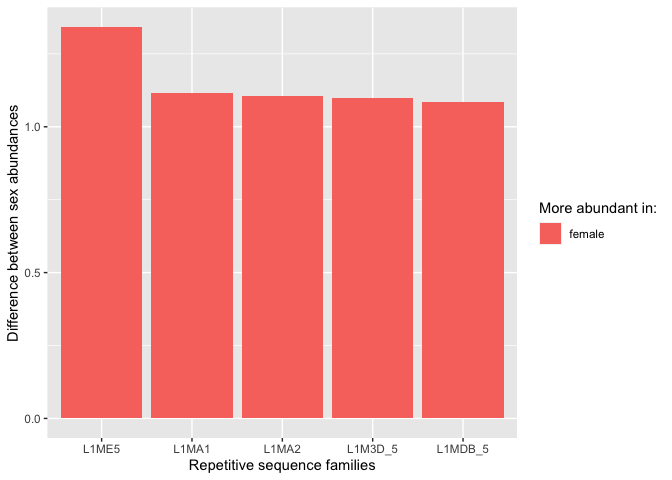 Difference between sex abundances
1.0
0.5
0.0
L1ME5 L1MA1 L1MA2 L1M3D_5 L1MDB_5
Repetitive sequence families
More abundant in:
female